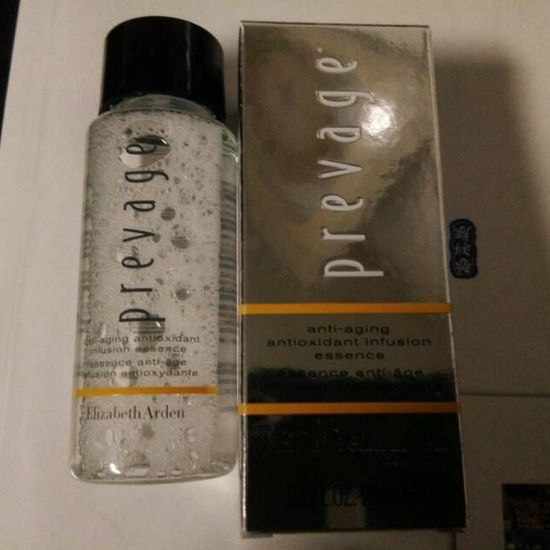 prevage
anti-aging antioxidant
infusion essence
essence anti-âge
infusion antioxydante
Elizabeth Arden
prevage®
anti-aging
antioxidant infusion
essence
essence anti-âge